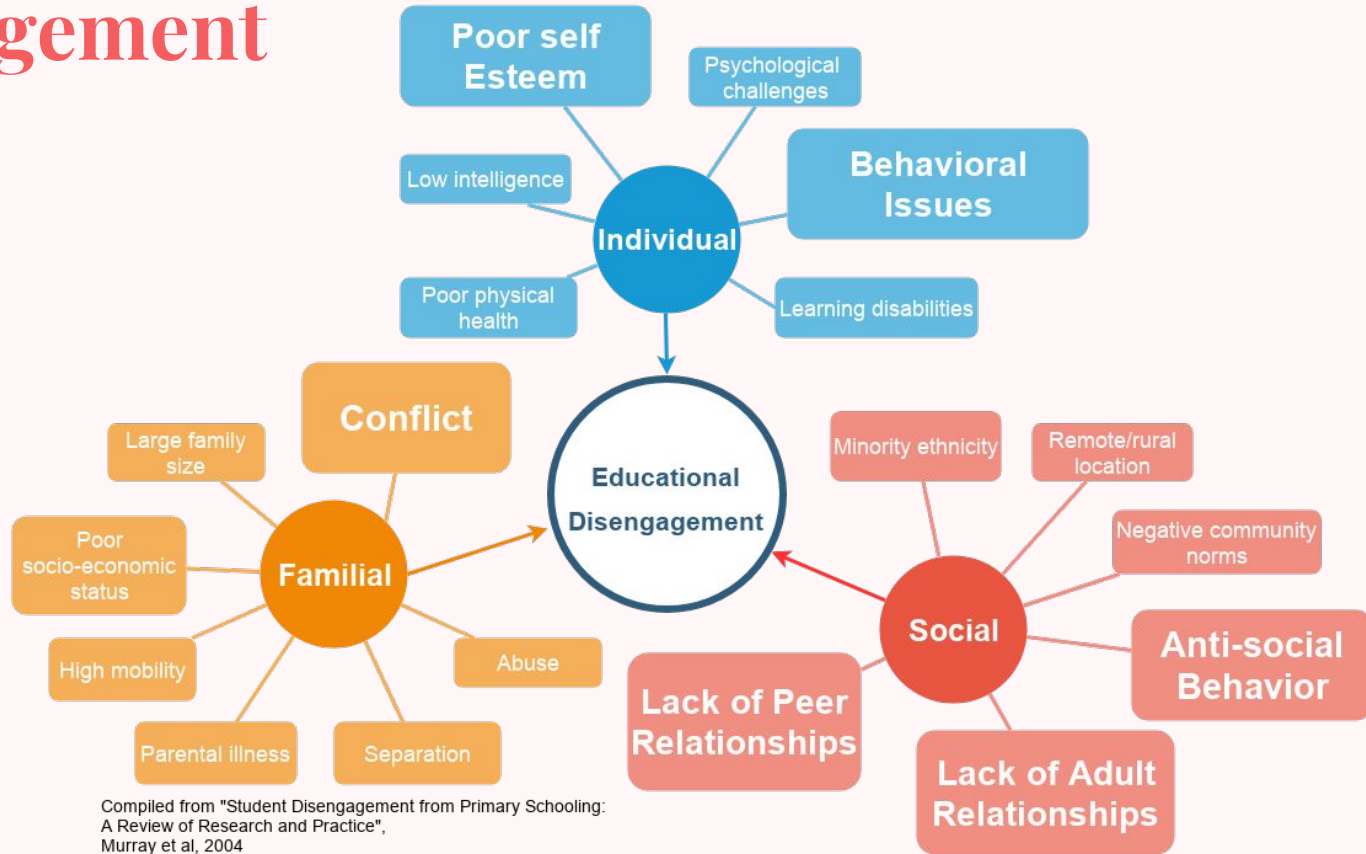 gement
Poor self
Esteem
Psychological
challenges
Low intelligence
Behavioral
Issues
Individual
Poor physical
health
Learning disabilities
Conflict
Large family
size
Poor
socio-economic
status
Familial
High mobility
Abuse
Parental illness
Separation
Educational
Disengagement
Minority ethnicity
Remote/rural
location
Negative community
norms
Social
Anti-social
Behavior
Lack of Peer
Relationships
Lack of Adult
Relationships
Compiled from "Student Disengagement from Primary Schooling:
A Review of Research and Practice",
Murray et al, 2004